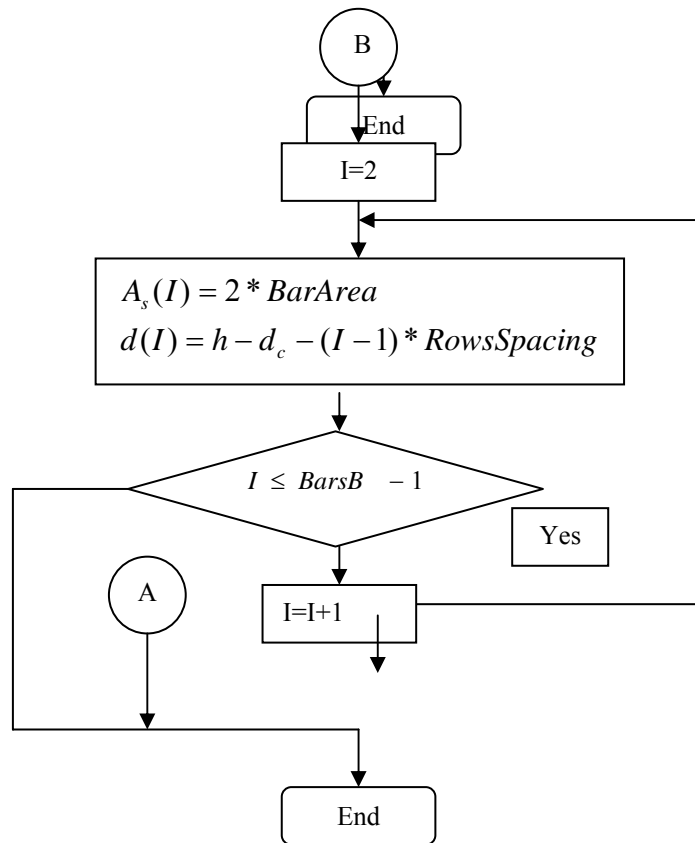 B
End
I=2
A_s(I) = 2 * BarArea
d(I) = h − d_c − (I − 1) * RowsSpacing
I ≤ BarsB − 1
Yes
A
I=I+1
End